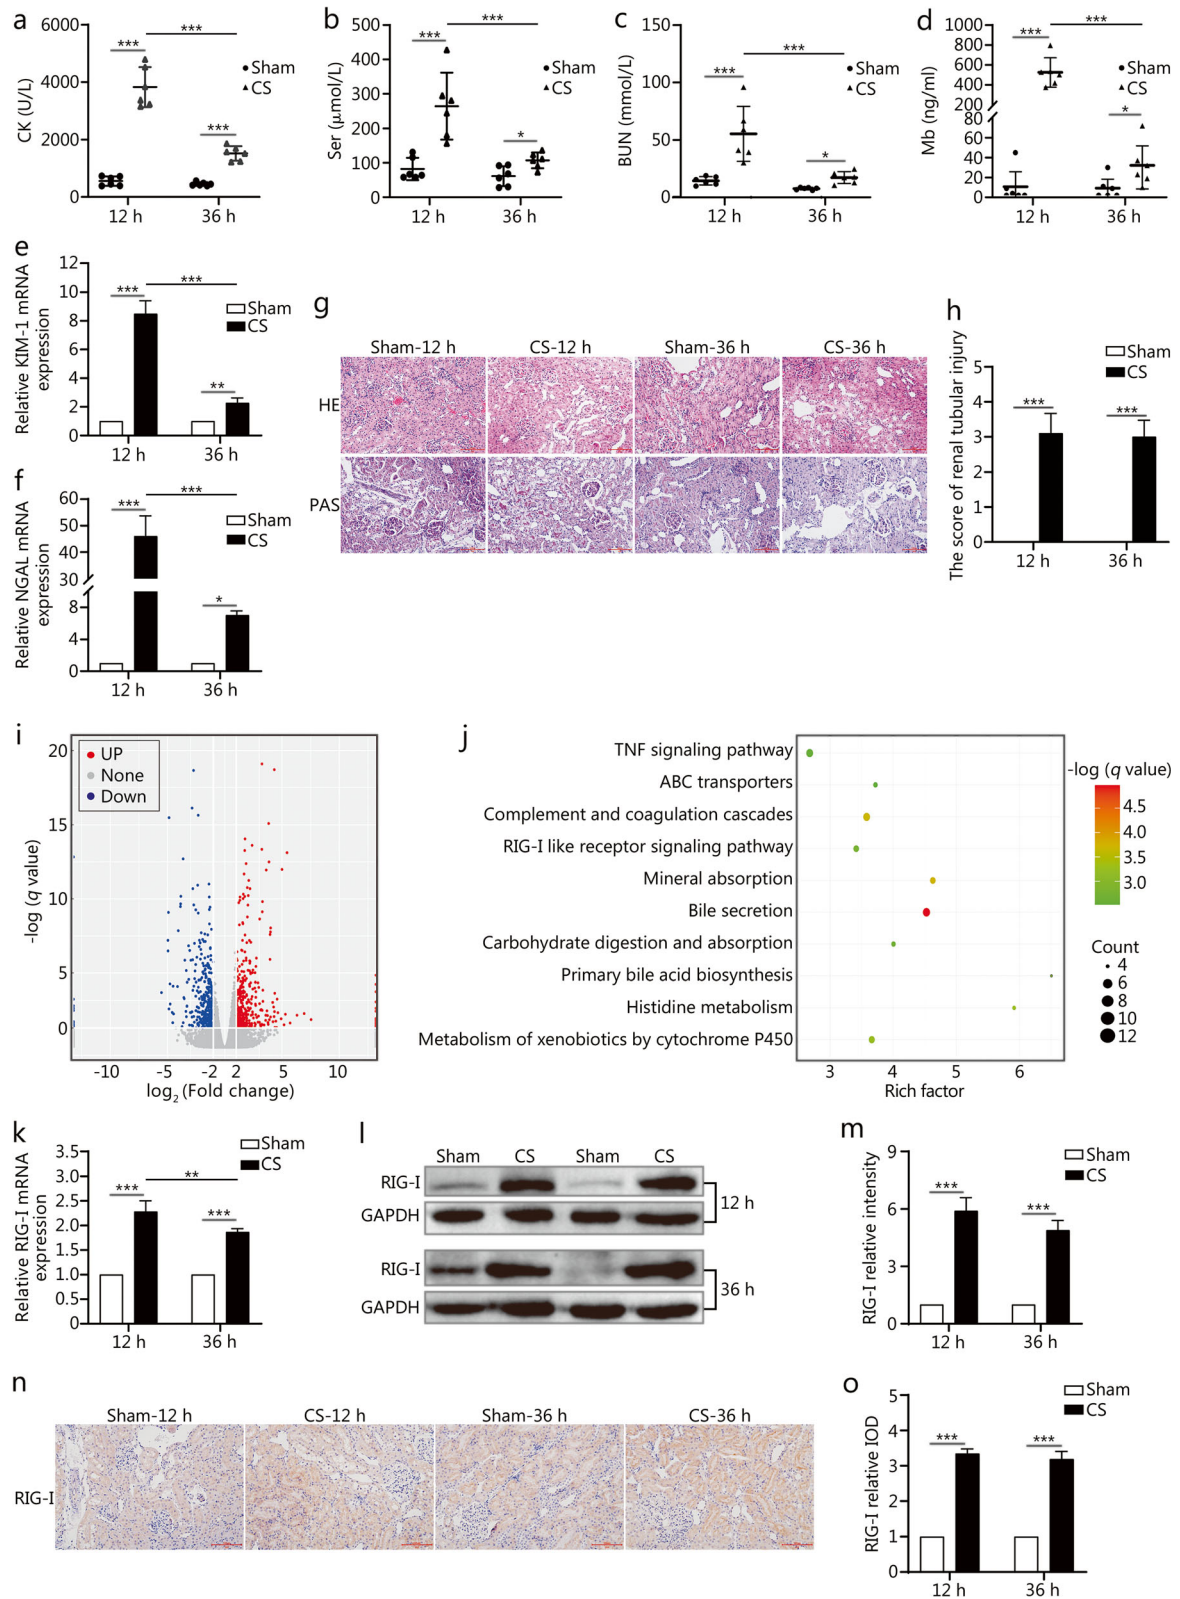 a
CK (U/L)
6000
4000
2000
0
***
***
***
Sham
CS
12 h
36 h
b
Ser (μmol/L)
500
400
300
200
100
0
***
***
*
Sham
CS
12 h
36 h
c
BUN (mmol/L)
150
100
50
0
***
***
*
Sham
CS
12 h
36 h
d
Mb (ng/ml)
1000
800
600
400
200
80
60
40
20
0
***
***
*
Sham
CS
12 h
36 h
e
Relative KIM-1 mRNA
expression
12
10
8
6
4
2
0
***
***
**
Sham
CS
12 h
36 h
f
Relative NGAL mRNA
expression
60
50
40
30
8
4
0
***
***
*
Sham
CS
12 h
36 h
g
Sham-12 h
CS-12 h
Sham-36 h
CS-36 h
HE
PAS
h
The score of renal tubular injury
5
4
3
2
1
0
***
***
Sham
CS
12 h
36 h
i
-log (q value)
UP
None
Down
20
15
10
5
0
-10
-5
-2
2
5
10
log2 (Fold change)
j
TNF signaling pathway
ABC transporters
Complement and coagulation cascades
RIG-I like receptor signaling pathway
Mineral absorption
Bile secretion
Carbohydrate digestion and absorption
Primary bile acid biosynthesis
Histidine metabolism
Metabolism of xenobiotics by cytochrome P450
3
4
5
6
Rich factor
-log (q value)
4.5
4.0
3.5
3.0
Count
4
6
8
10
12
k
Relative RIG-I mRNA
expression
3.5
3.0
2.5
2.0
1.5
1.0
0.5
0
***
**
***
Sham
CS
12 h
36 h
l
Sham
CS
Sham
CS
RIG-I
GAPDH
12 h
RIG-I
GAPDH
36 h
m
RIG-I relative intensity
9
6
3
0
***
***
Sham
CS
12 h
36 h
n
Sham-12 h
CS-12 h
Sham-36 h
CS-36 h
RIG-I
o
RIG-I relative IOD
5
4
3
2
1
0
***
***
Sham
CS
12 h
36 h